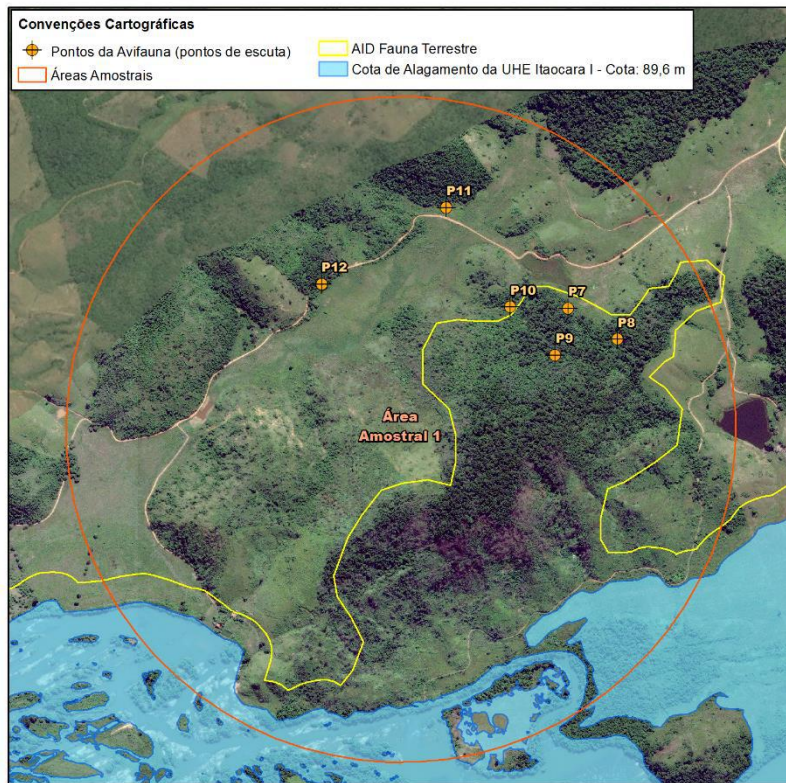 Convenções Cartográficas
Pontos da Avifauna (pontos de escuta)
Áreas Amostrais
AID Fauna Terrestre
Cota de Alagamento da UHE Itaocara I - Cota: 89,6 m
P11
P12
P10
P7
P8
P9
Área
Amostral 1